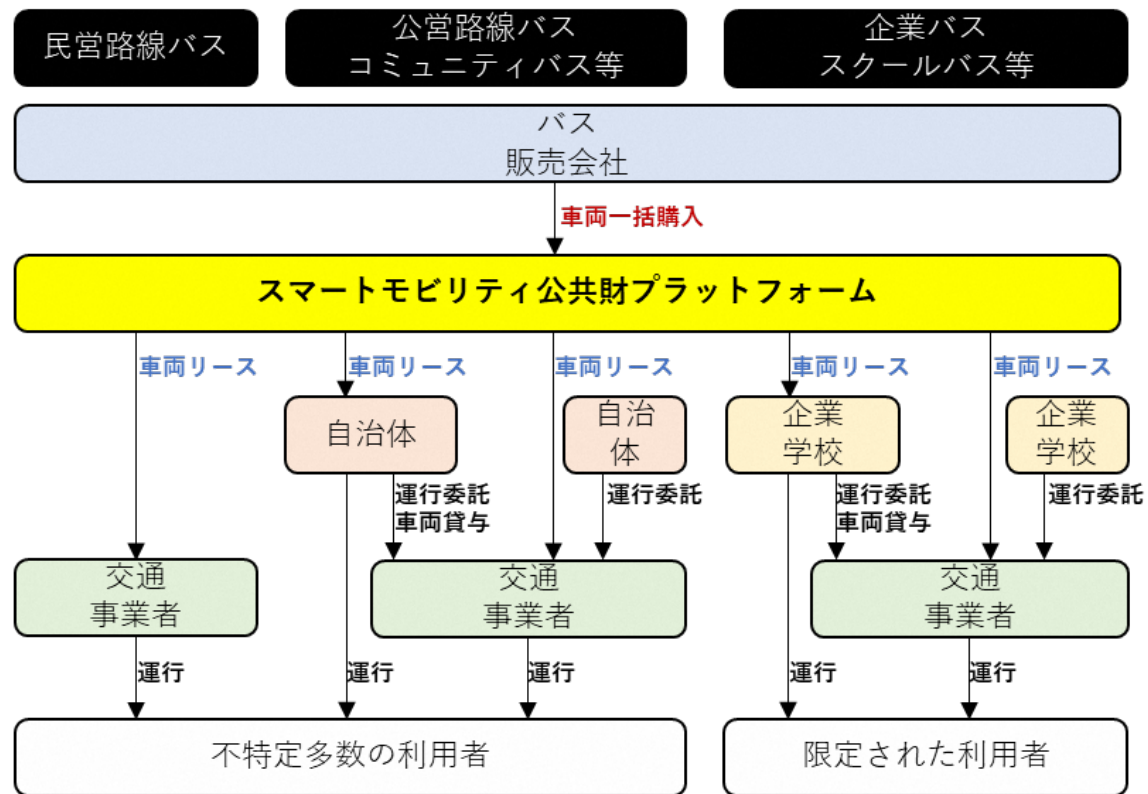 民営路線バス
公営路線バス
コミュニティバス等
企業バス
スクールバス等
バス
販売会社
車両一括購入
スマートモビリティ公共財プラットフォーム
車両リース
車両リース
車両リース
車両リース
車両リース
自治体
自治
体
企業
学校
企業
学校
運行委託
車両貸与
運行委託
運行委託
車両貸与
運行委託
交通
事業者
交通
事業者
交通
事業者
運行
運行
運行
運行
運行
不特定多数の利用者
限定された利用者